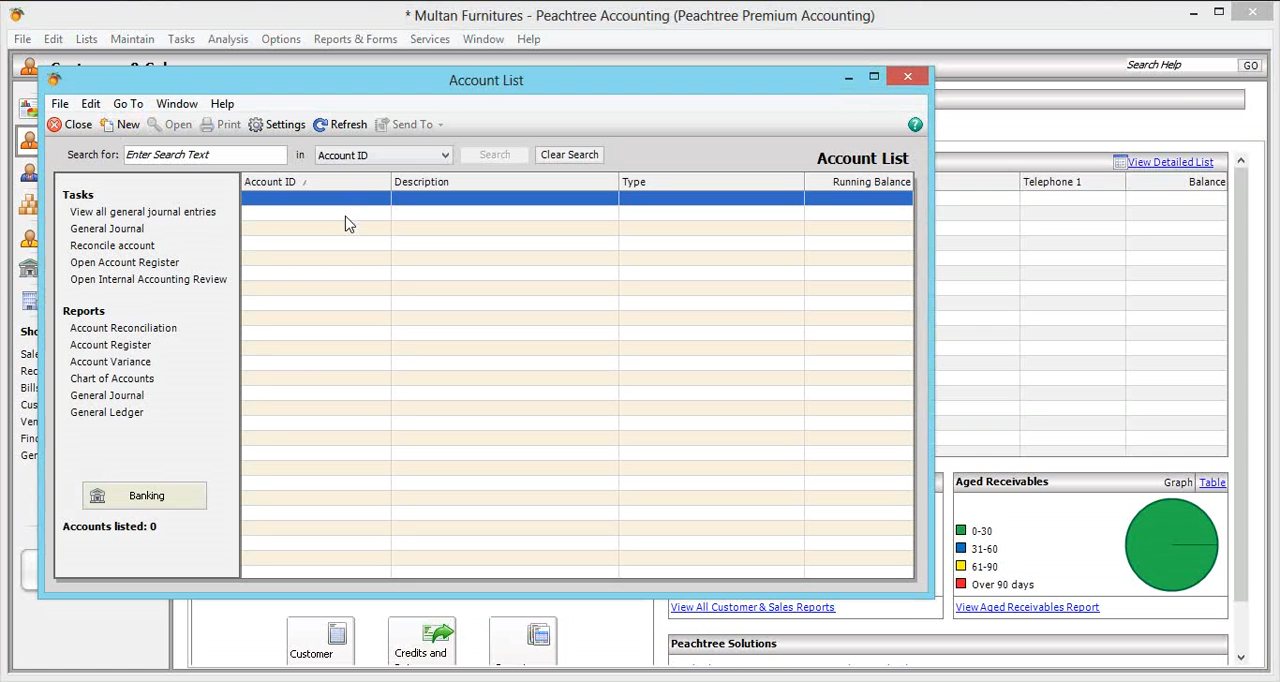 * Multan Furnitures - Peachtree Accounting (Peachtree Premium Accounting)
File Edit Lists Maintain Tasks Analysis Options Reports & Forms Services Window Help
Search Help GO
Account List
File Edit Go To Window Help
Close New Open Print Settings Refresh Send To
Search for: Enter Search Text in Account ID Search Clear Search Account List
View Detailed List
Account ID / Description Type Running Balance
Telephone 1 Balance
Tasks
View all general journal entries
General Journal
Reconcile account
Open Account Register
Open Internal Accounting Review
Reports
Account Reconciliation
Account Register
Account Variance
Chart of Accounts
General Journal
General Ledger
Banking
Accounts listed: 0
Sho
Sale
Rec
Bills
Cus
Ven
Fin
Ger
Aged Receivables Graph Table
0-30
31-60
61-90
Over 90 days
View All Customer & Sales Reports
View Aged Receivables Report
Peachtree Solutions
Customer
Credits and